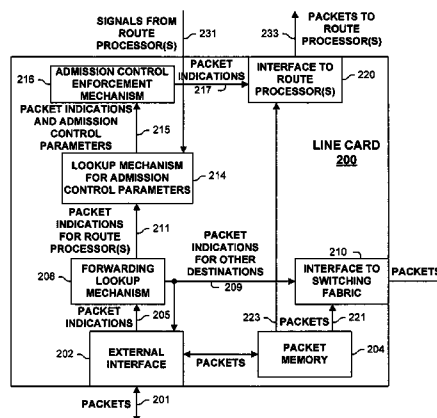 SIGNALS FROM
ROUTE
PROCESSOR(S)
231
233
PACKETS TO
ROUTE
PROCESSOR(S)
216
ADMISSION CONTROL
ENFORCEMENT
MECHANISM
PACKET
INDICATIONS
217
INTERFACE TO
ROUTE
PROCESSOR(S)
220
PACKET INDICATIONS
AND ADMISSION
CONTROL
PARAMETERS
215
LINE CARD
200
LOOKUP MECHANISM
FOR ADMISSION
CONTROL PARAMETERS
214
PACKET
INDICATIONS
FOR ROUTE
PROCESSOR(S)
211
PACKET
INDICATIONS
FOR OTHER
DESTINATIONS
209
210
208
FORWARDING
LOOKUP
MECHANISM
INTERFACE TO
SWITCHING
FABRIC
PACKETS
PACKET
INDICATIONS
205
223
PACKETS
221
202
EXTERNAL
INTERFACE
PACKETS
PACKET
MEMORY
204
PACKETS
201